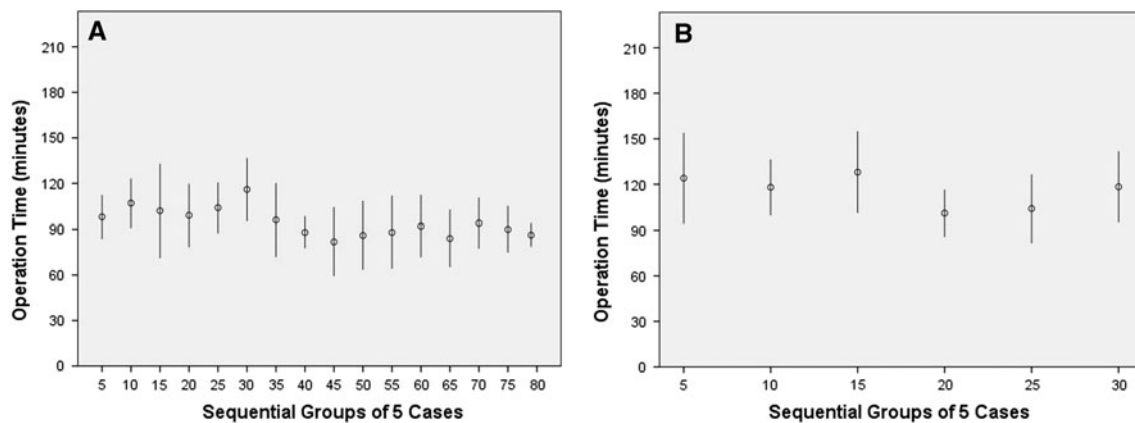 A
Operation Time (minutes)
210
180
150
120
90
60
30
0
5 10 15 20 25 30 35 40 45 50 55 60 65 70 75 80
Sequential Groups of 5 Cases
B
Operation Time (minutes)
210
180
150
120
90
60
30
0
5 10 15 20 25 30
Sequential Groups of 5 Cases